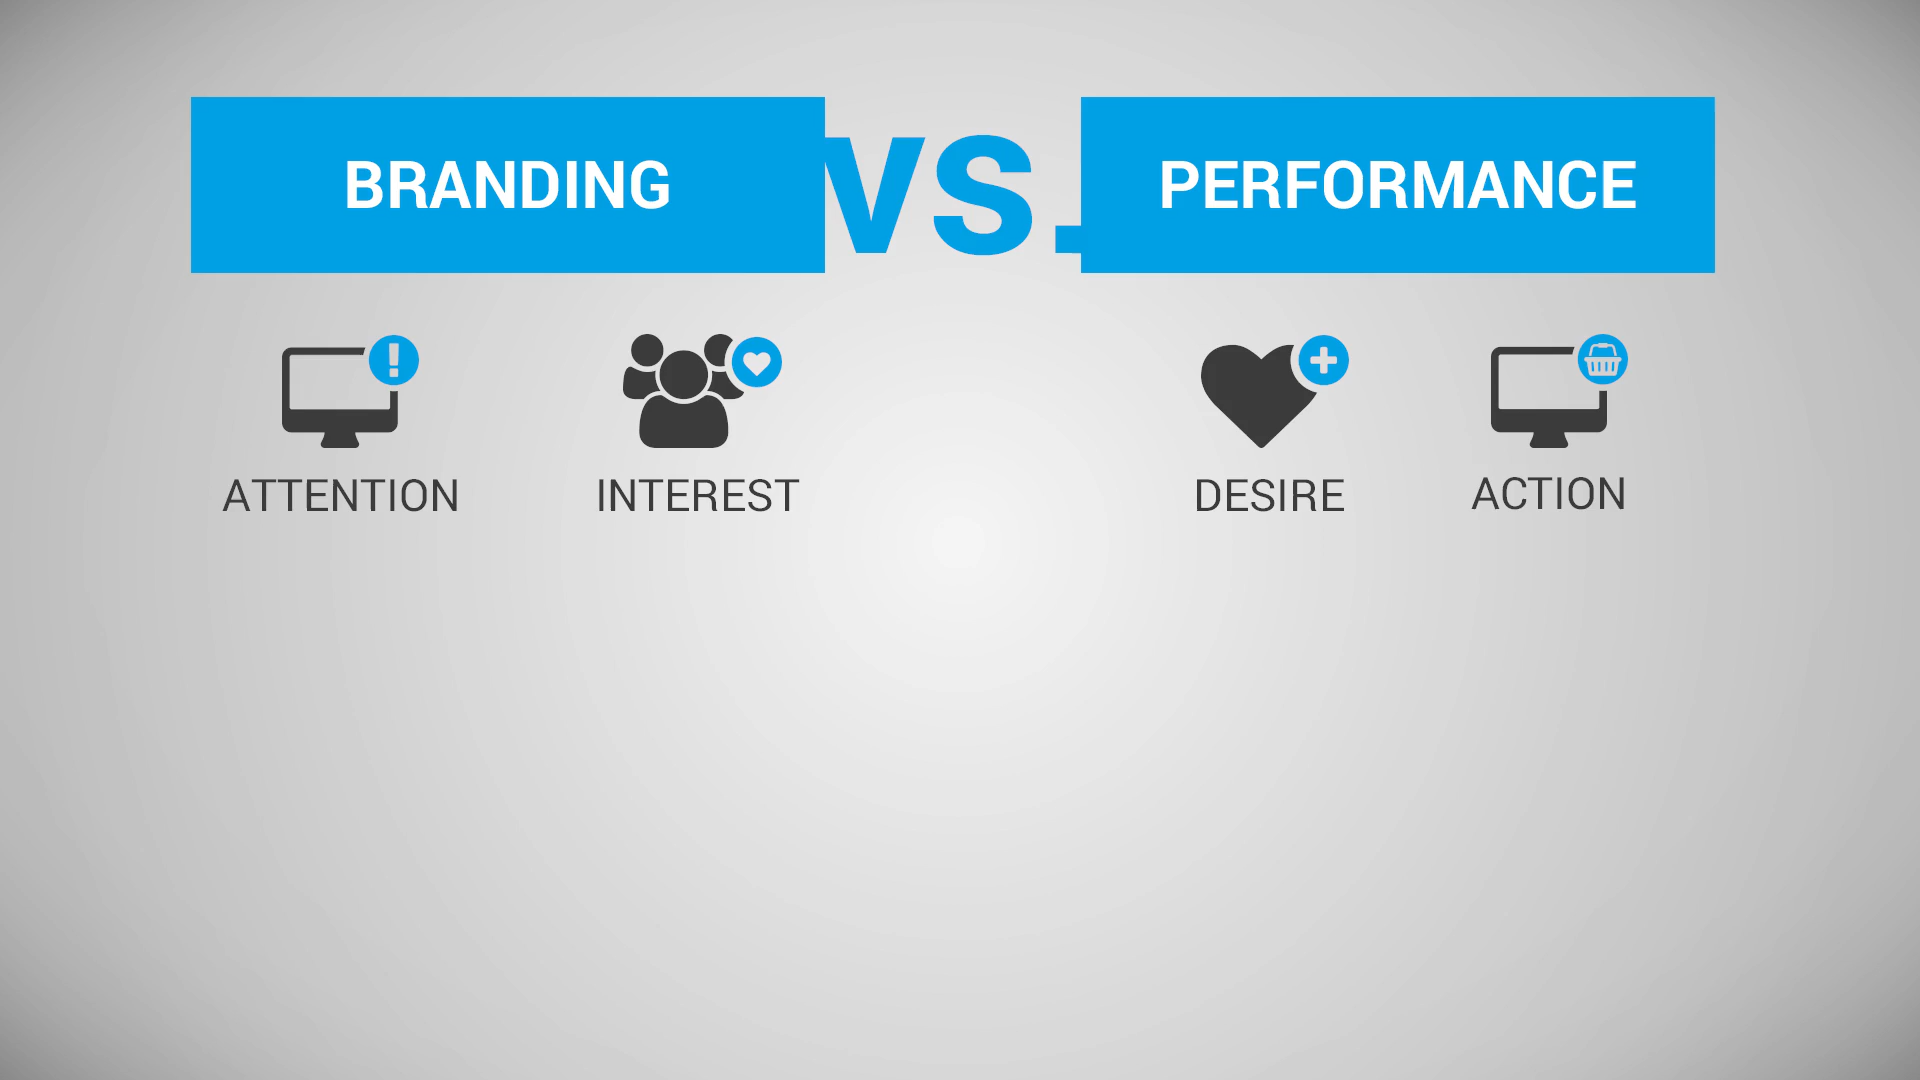 BRANDING vs. PERFORMANCE
ATTENTION INTEREST DESIRE ACTION